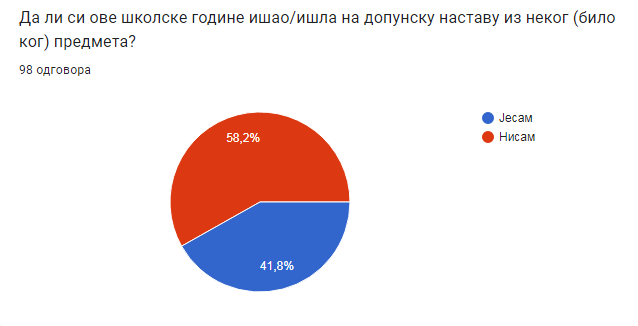 Да ли си ове школске године ишао/ишла на допунску наставу из неког (било
ког) предмета?
98 одговора
58,2%
41,8%
Јесам
Нисам